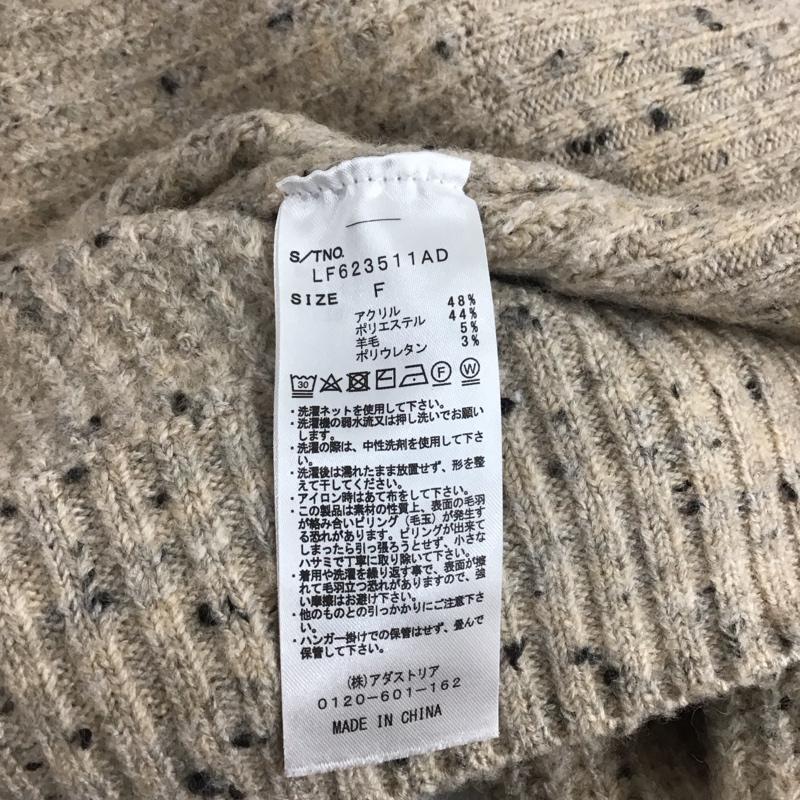 S/TNO.
LF623511AD
SIZE F
アクリル 48%
ポリエステル 44%
羊毛 5%
ポリウレタン 3%
30 F W
・洗濯ネットを使用して下さい。
・洗濯機の弱水流又は押し洗いでお願い
します。
・洗濯の際は、中性洗剤を使用して下さ
い。
・洗濯後は濡れたまま放置せず、形を整
えて干してください。
・アイロン時はあて布をして下さい。
・この製品は素材の性質上、表面の毛羽
が絡み合いピリング（毛玉）が発生す
る恐れがあります。ピリングが出来て
しまったら引っ張ろうとせず、小さな
ハサミで丁寧に取り除いて下さい。
・着用や洗濯を繰り返す事で、表面が擦
れて毛羽立つ恐れがありますので、強
い摩擦はお避け下さい。
・他のものとの引っかかりにご注意下さ
い。
・ハンガー掛けでの保管はせず、畳んで
保管して下さい。
(株)アダストリア
0120-601-162
MADE IN CHINA